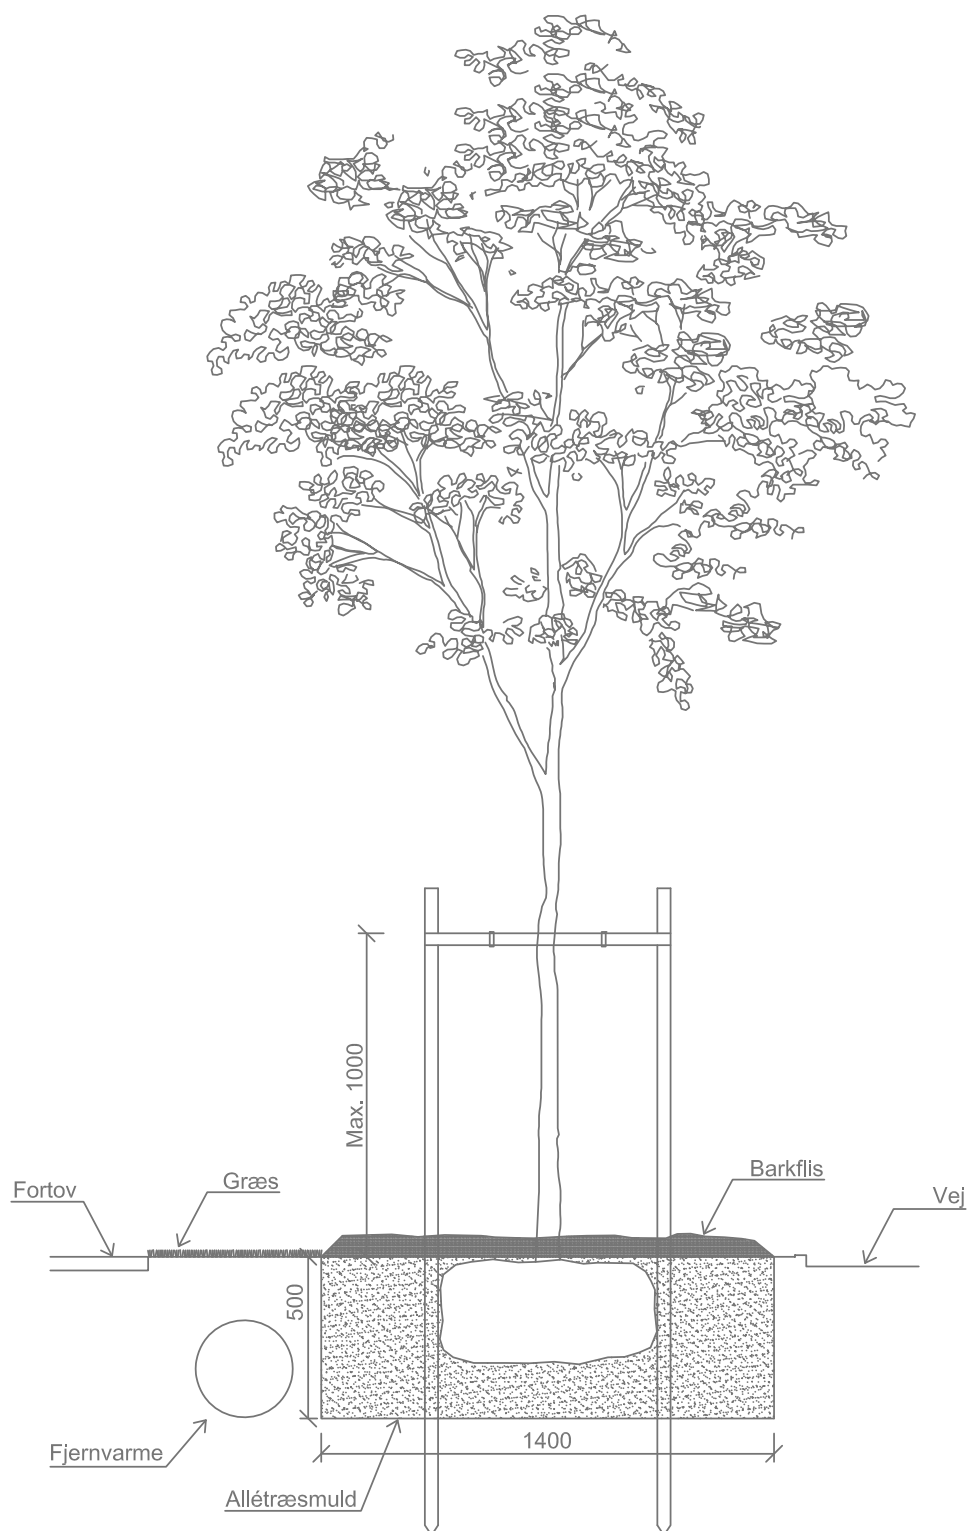 Max. 1000
Barkflis
Græs
Fortov
Vej
500
1400
Fjernvarme
Allétræsmuld